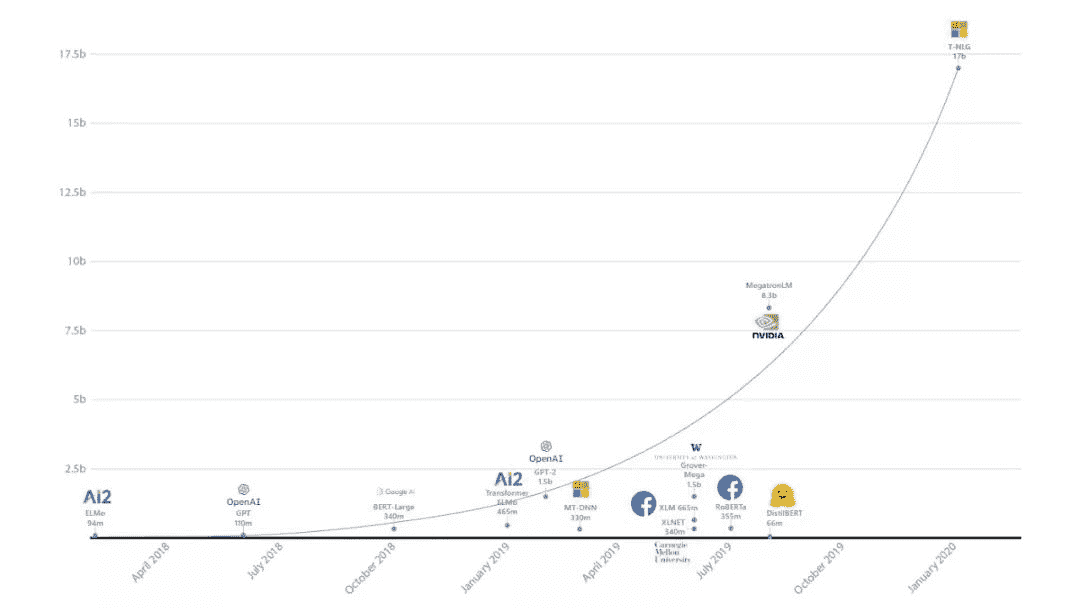 17.5b
15b
12.5b
10b
7.5b
5b
2.5b
T-NLG
17b
MegatronLM
8.3b
NVIDIA
AI2
ELMo
94m
OpenAI
GPT
110m
Google AI
BERT-Large
340m
AI2
Transformer
ELMo
465m
OpenAI
GPT-2
1.5b
MT-DNN
330m
W
UNIVERSITY of WASHINGTON
Grover-
Mega
1.5b
XLM 665m
XLNET
340m
Carnegie
Mellon
University
RoBERTa
355m
DistilBERT
66m
April 2018
July 2018
October 2018
January 2019
April 2019
July 2019
October 2019
January 2020